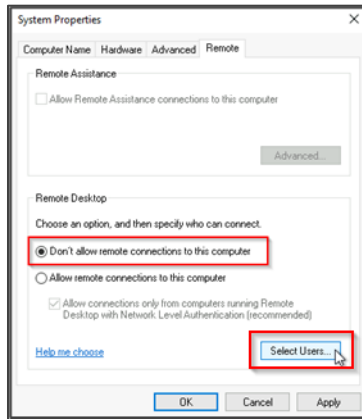 System Properties
Computer Name Hardware Advanced Remote
Remote Assistance
Allow Remote Assistance connections to this computer
Advanced...
Remote Desktop
Choose an option, and then specify who can connect.
Don't allow remote connections to this computer
Allow remote connections to this computer
Allow connections only from computers running Remote
Desktop with Network Level Authentication (recommended)
Help me choose Select Users...
OK Cancel Apply